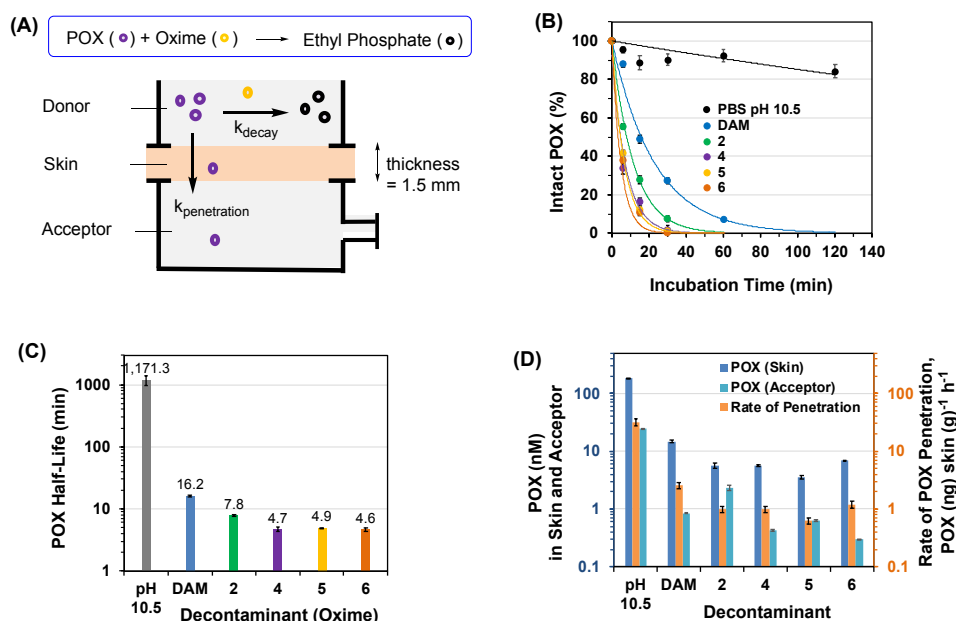 (A)
POX ( ) + Oxime ( ) → Ethyl Phosphate ( )
Donor
k decay
Skin
thickness
= 1.5 mm
k penetration
Acceptor
(B)
Intact POX (%)
100
80
60
40
20
0
PBS pH 10.5
DAM
2
4
5
6
0 20 40 60 80 100 120 140
Incubation Time (min)
(C)
POX Half-Life (min)
1000
100
10
1
1,171.3
16.2
7.8
4.7
4.9
4.6
pH 10.5 DAM 2 4 5 6
Decontaminant (Oxime)
(D)
POX (nM)
in Skin and Acceptor
100
10
1
0.1
POX (Skin)
POX (Acceptor)
Rate of Penetration
100
10
1
0.1
Rate of POX Penetration,
POX (ng) skin (g)⁻¹ h⁻¹
pH 10.5 DAM 2 4 5 6
Decontaminant